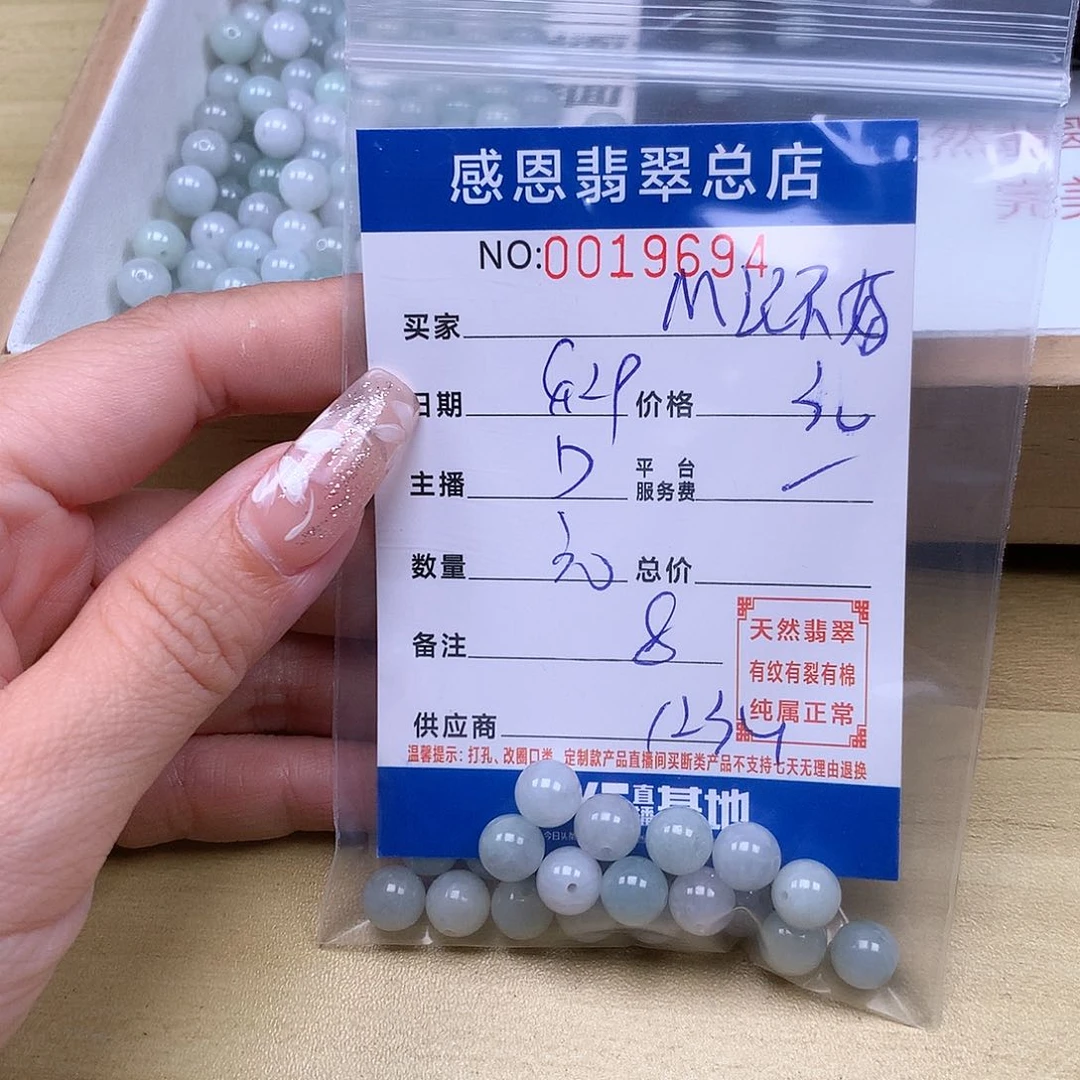 感恩翡翠总店
NO:0019694
买家
日期 价格
主播 7 平台服务费 /
数量 总价
备注 8
天然翡翠
有纹有裂有棉
纯属正常
供应商 1234
温馨提示:打孔、改圈口类、定制款产品直播间买断类产品不支持七天无理由退换
直播基地